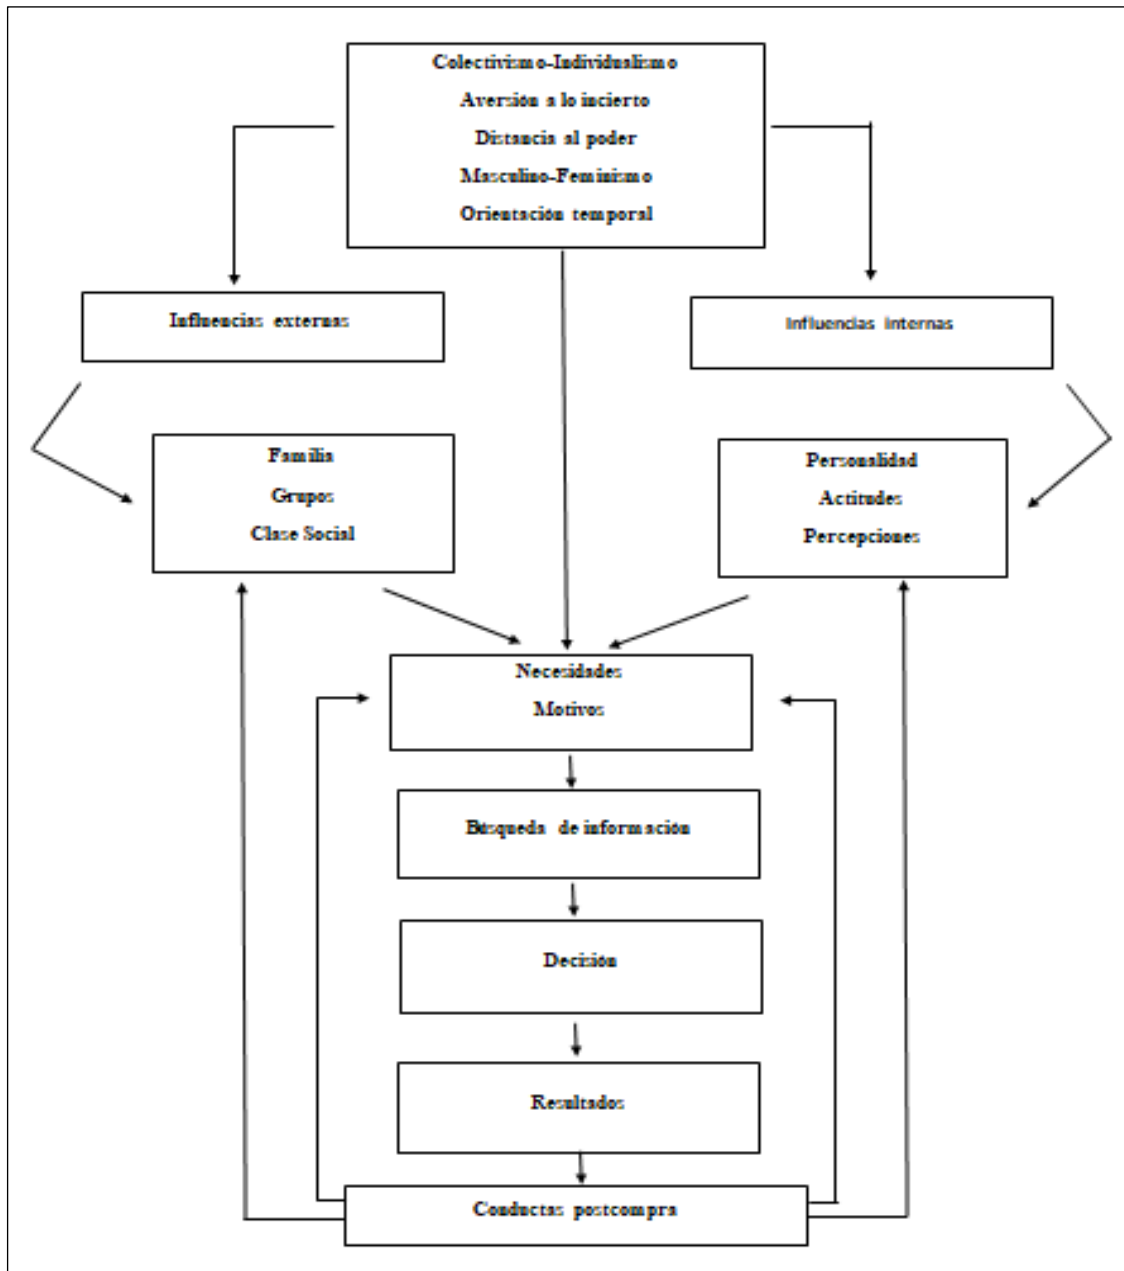 Colectivismo-Individualismo
Aversión a lo incierto
Distancia al poder
Masculino-Feminismo
Orientación temporal
Influencias externas
Influencias internas
Familia
Grupos
Clase Social
Personalidad
Actitudes
Percepciones
Necesidades
Motivos
Búsqueda de información
Decisión
Resultados
Conductas postcompra